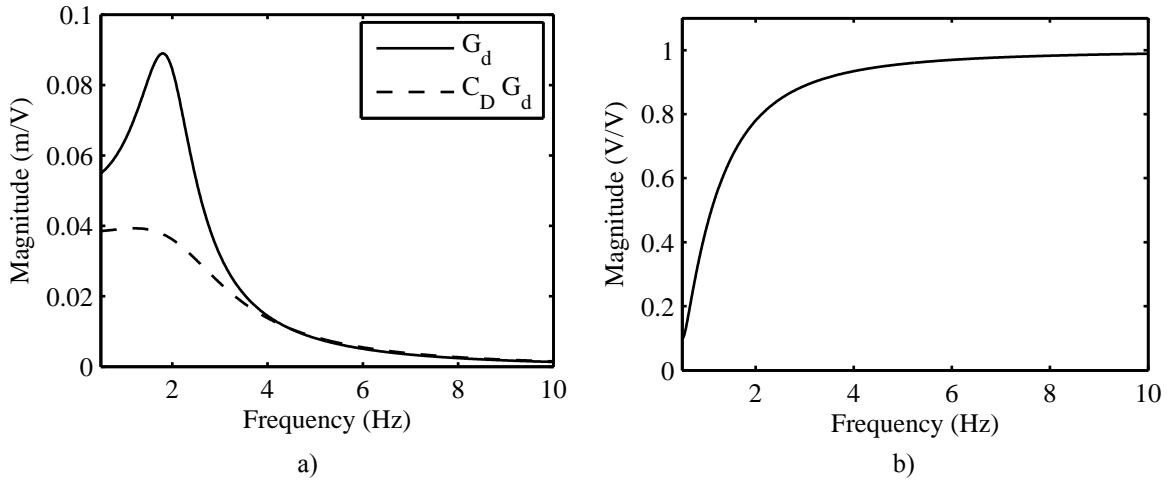 0.1
0.08
0.06
0.04
0.02
0
2
4
6
8
10
Magnitude (m/V)
Frequency (Hz)
G_d
C_D G_d
a)
1
0.8
0.6
0.4
0.2
0
2
4
6
8
10
Magnitude (V/V)
Frequency (Hz)
b)